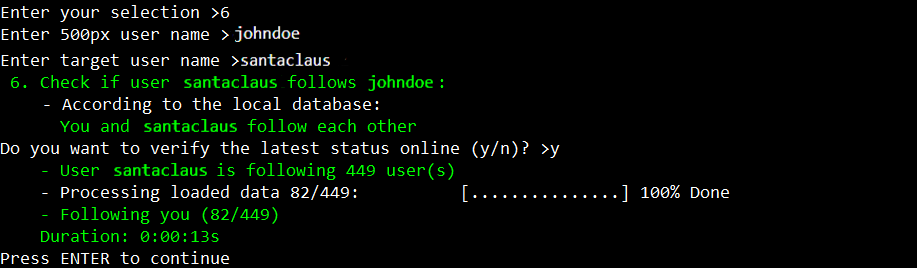 Enter your selection >6
Enter 500px user name > johndoe
Enter target user name >santaclaus
6. Check if user santaclaus follows johndoe :
- According to the local database:
You and santaclaus follow each other
Do you want to verify the latest status online (y/n)? >y
- User santaclaus is following 449 user(s)
- Processing loaded data 82/449: [...............] 100% Done
- Following you (82/449)
Duration: 0:00:13s
Press ENTER to continue